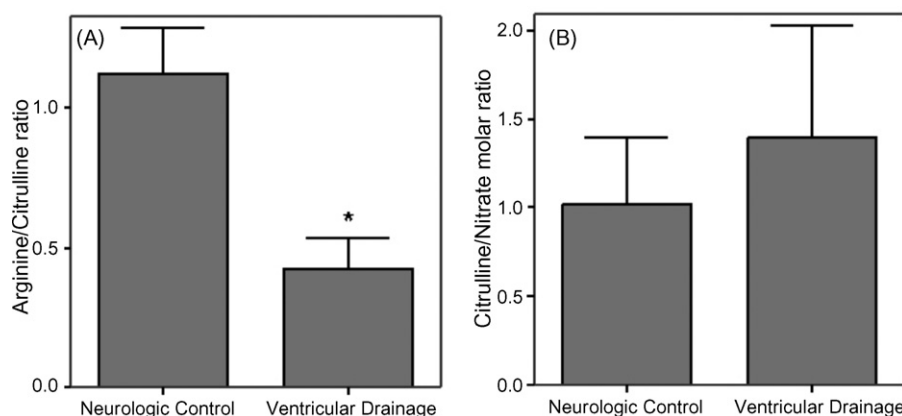 (A)
Arginine/Citrulline ratio
1.0
0.5
0.0
*
Neurologic Control
Ventricular Drainage
(B)
Citrulline/Nitrate molar ratio
2.0
1.5
1.0
0.5
0.0
Neurologic Control
Ventricular Drainage